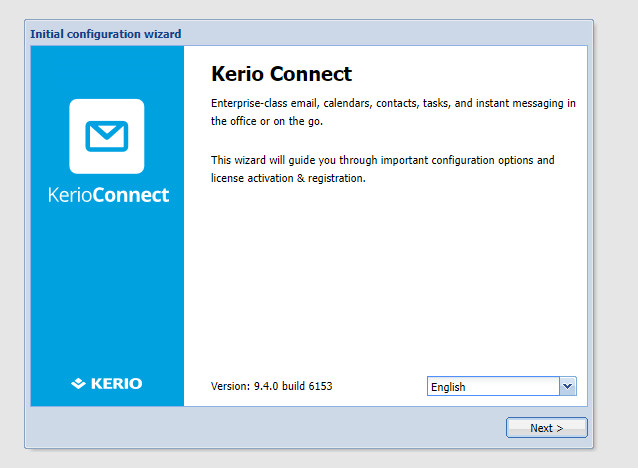 Initial configuration wizard
Kerio Connect
Enterprise-class email, calendars, contacts, tasks, and instant messaging in
the office or on the go.
This wizard will guide you through important configuration options and
license activation & registration.
KerioConnect
KERIO
Version: 9.4.0 build 6153
English
Next >